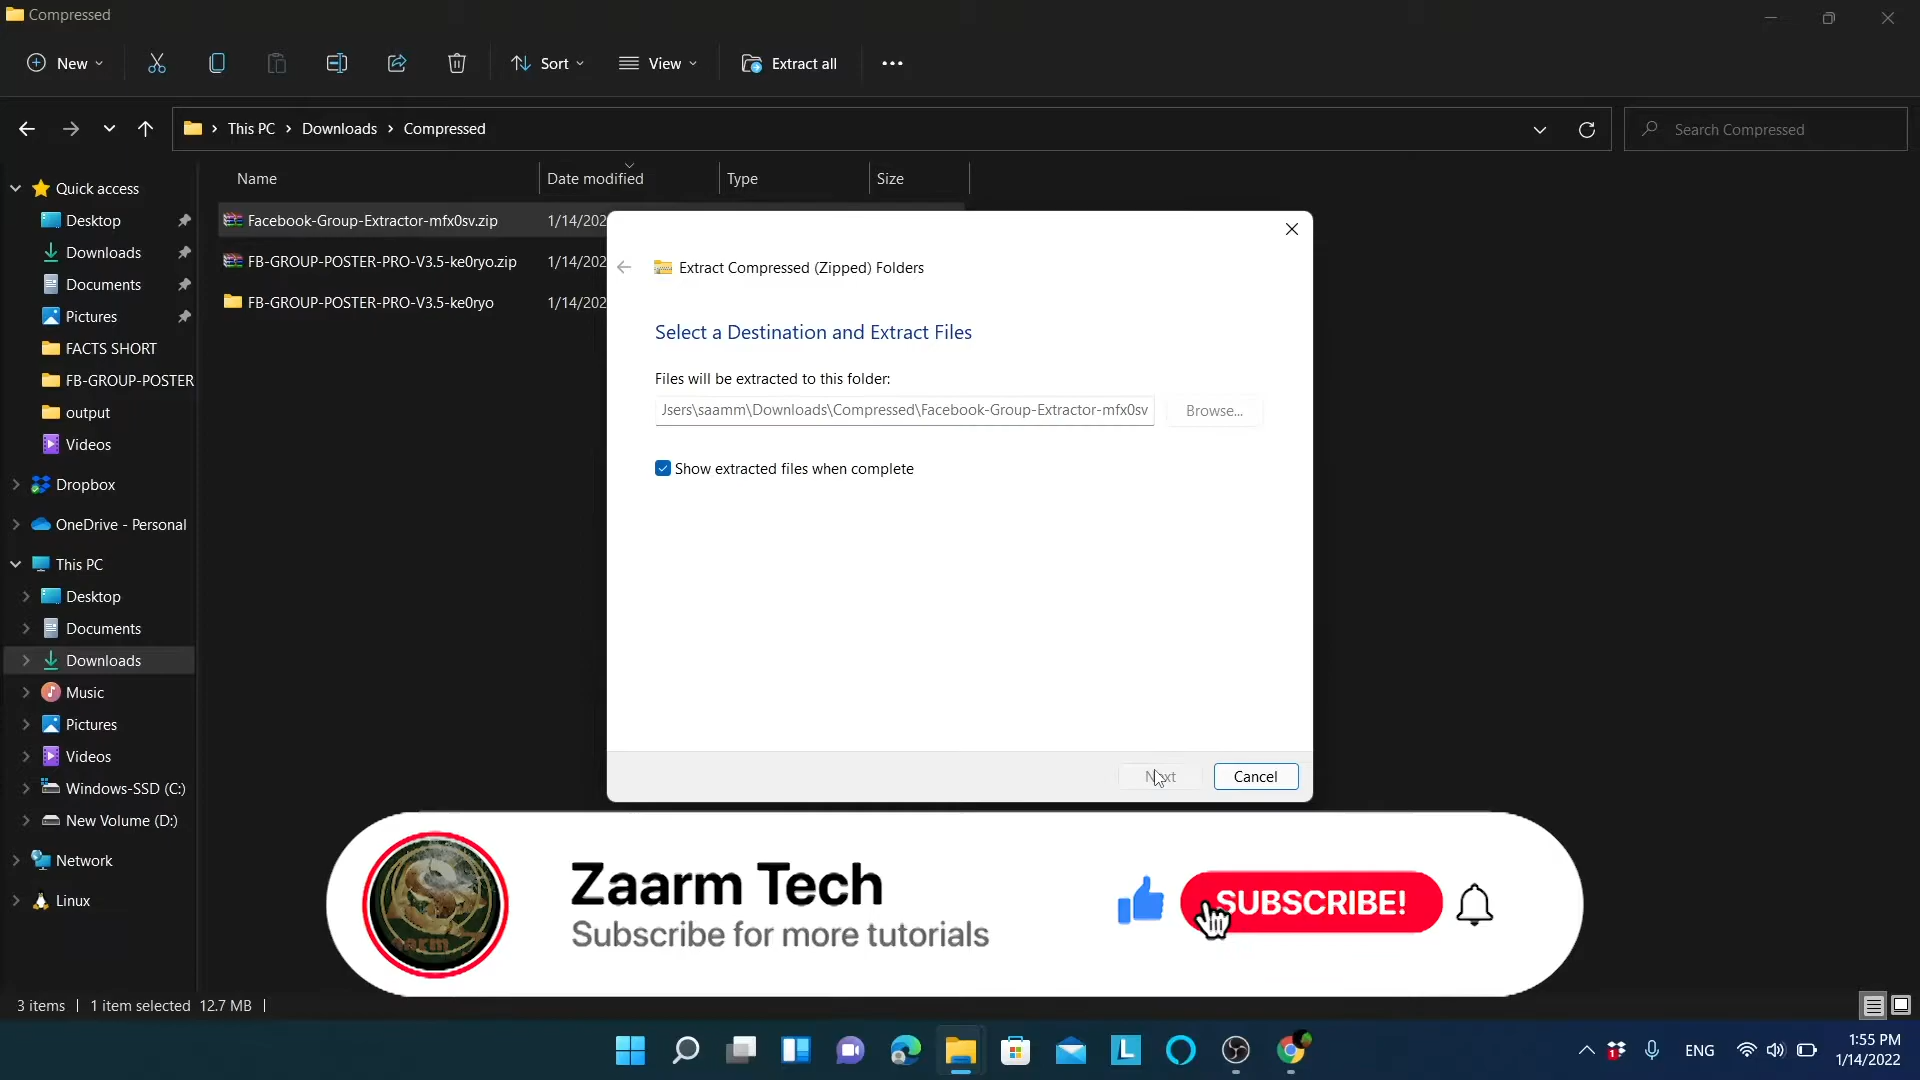 Compressed
New
Sort
View
Extract all
This PC
Downloads
Compressed
Search Compressed
Name
Date modified
Type
Size
Quick access
Desktop
Downloads
Documents
Pictures
FACTS SHORT
FB-GROUP-POSTER
output
Videos
Dropbox
OneDrive - Personal
This PC
Desktop
Documents
Downloads
Music
Pictures
Videos
Windows-SSD (C:)
New Volume (D:)
Network
Linux
Facebook-Group-Extractor-mfx0sv.zip 1/14/202
FB-GROUP-POSTER-PRO-V3.5-ke0ryo.zip 1/14/202
FB-GROUP-POSTER-PRO-V3.5-ke0ryo 1/14/202
Extract Compressed (Zipped) Folders
Select a Destination and Extract Files
Files will be extracted to this folder:
Jsers\saamm\Downloads\Compressed\Facebook-Group-Extractor-mfx0sv
Browse...
Show extracted files when complete
Next
Cancel
Zaarm Tech
Subscribe for more tutorials
SUBSCRIBE!
3 items
1 item selected 12.7 MB
ENG
1:55 PM
1/14/2022